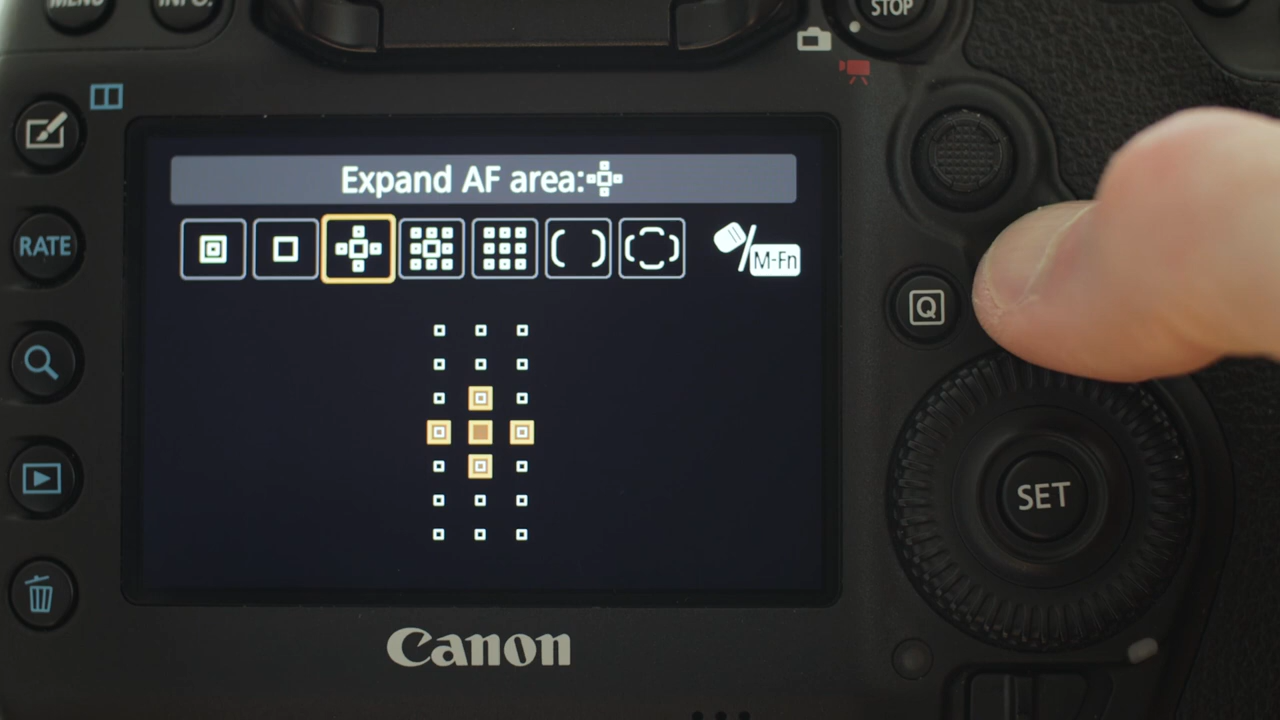 MENU
INFO.
STOP
Expand AF area:
RATE
M-Fn
Q
SET
Canon